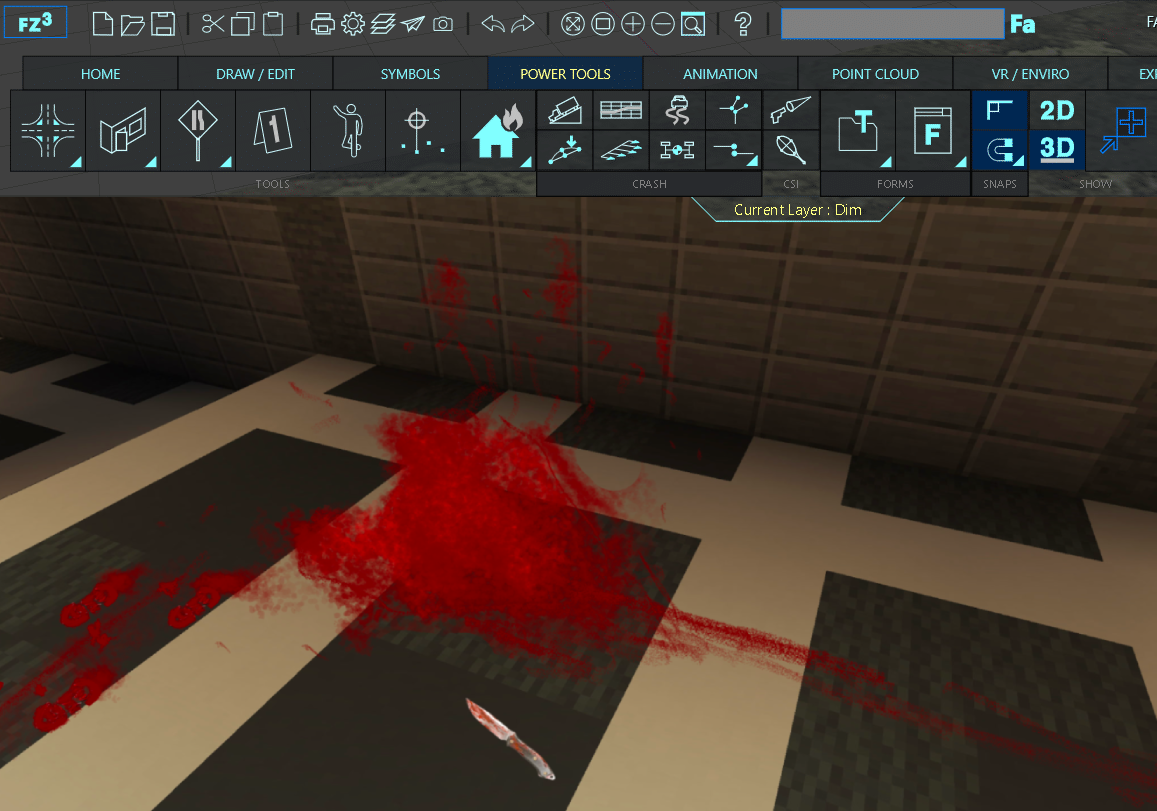 FZ3
Fa
FA
HOME DRAW / EDIT SYMBOLS POWER TOOLS ANIMATION POINT CLOUD VR / ENVIRO EX
1 T F 2D
3D
TOOLS CRASH CSI FORMS SNAPS SHOW
Current Layer : Dim